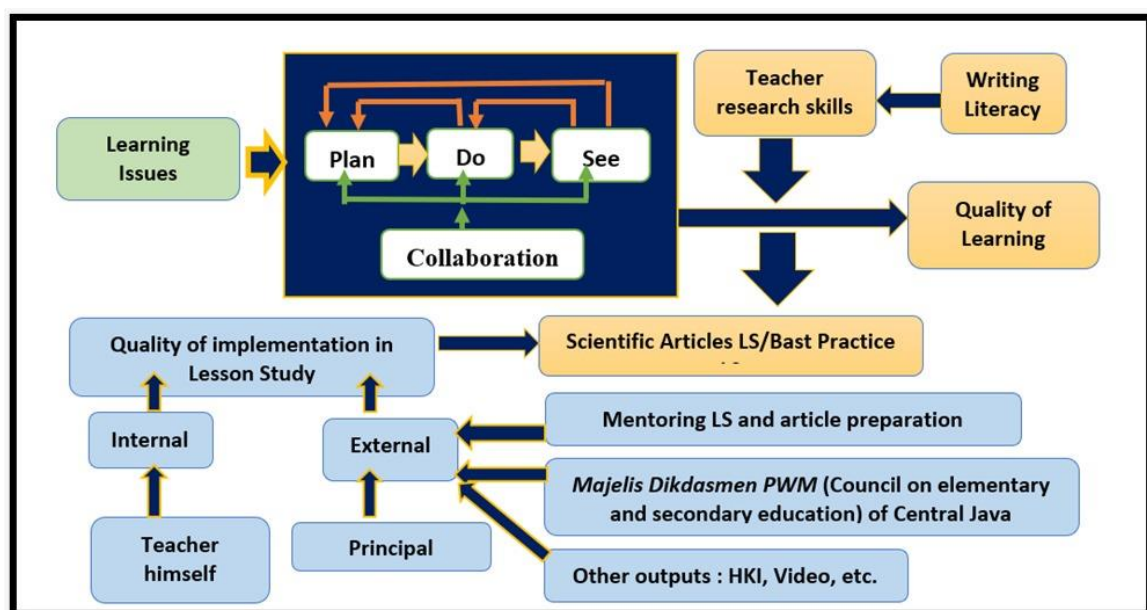 Learning
Issues
Plan
Do
See
Collaboration
Teacher
research skills
Writing
Literacy
Quality of
Learning
Quality of implementation in
Lesson Study
Scientific Articles LS/Bast Practice
Internal
External
Mentoring LS and article preparation
Majelis Dikdasmen PWM (Council on elementary
and secondary education) of Central Java
Teacher
himself
Principal
Other outputs : HKI, Video, etc.